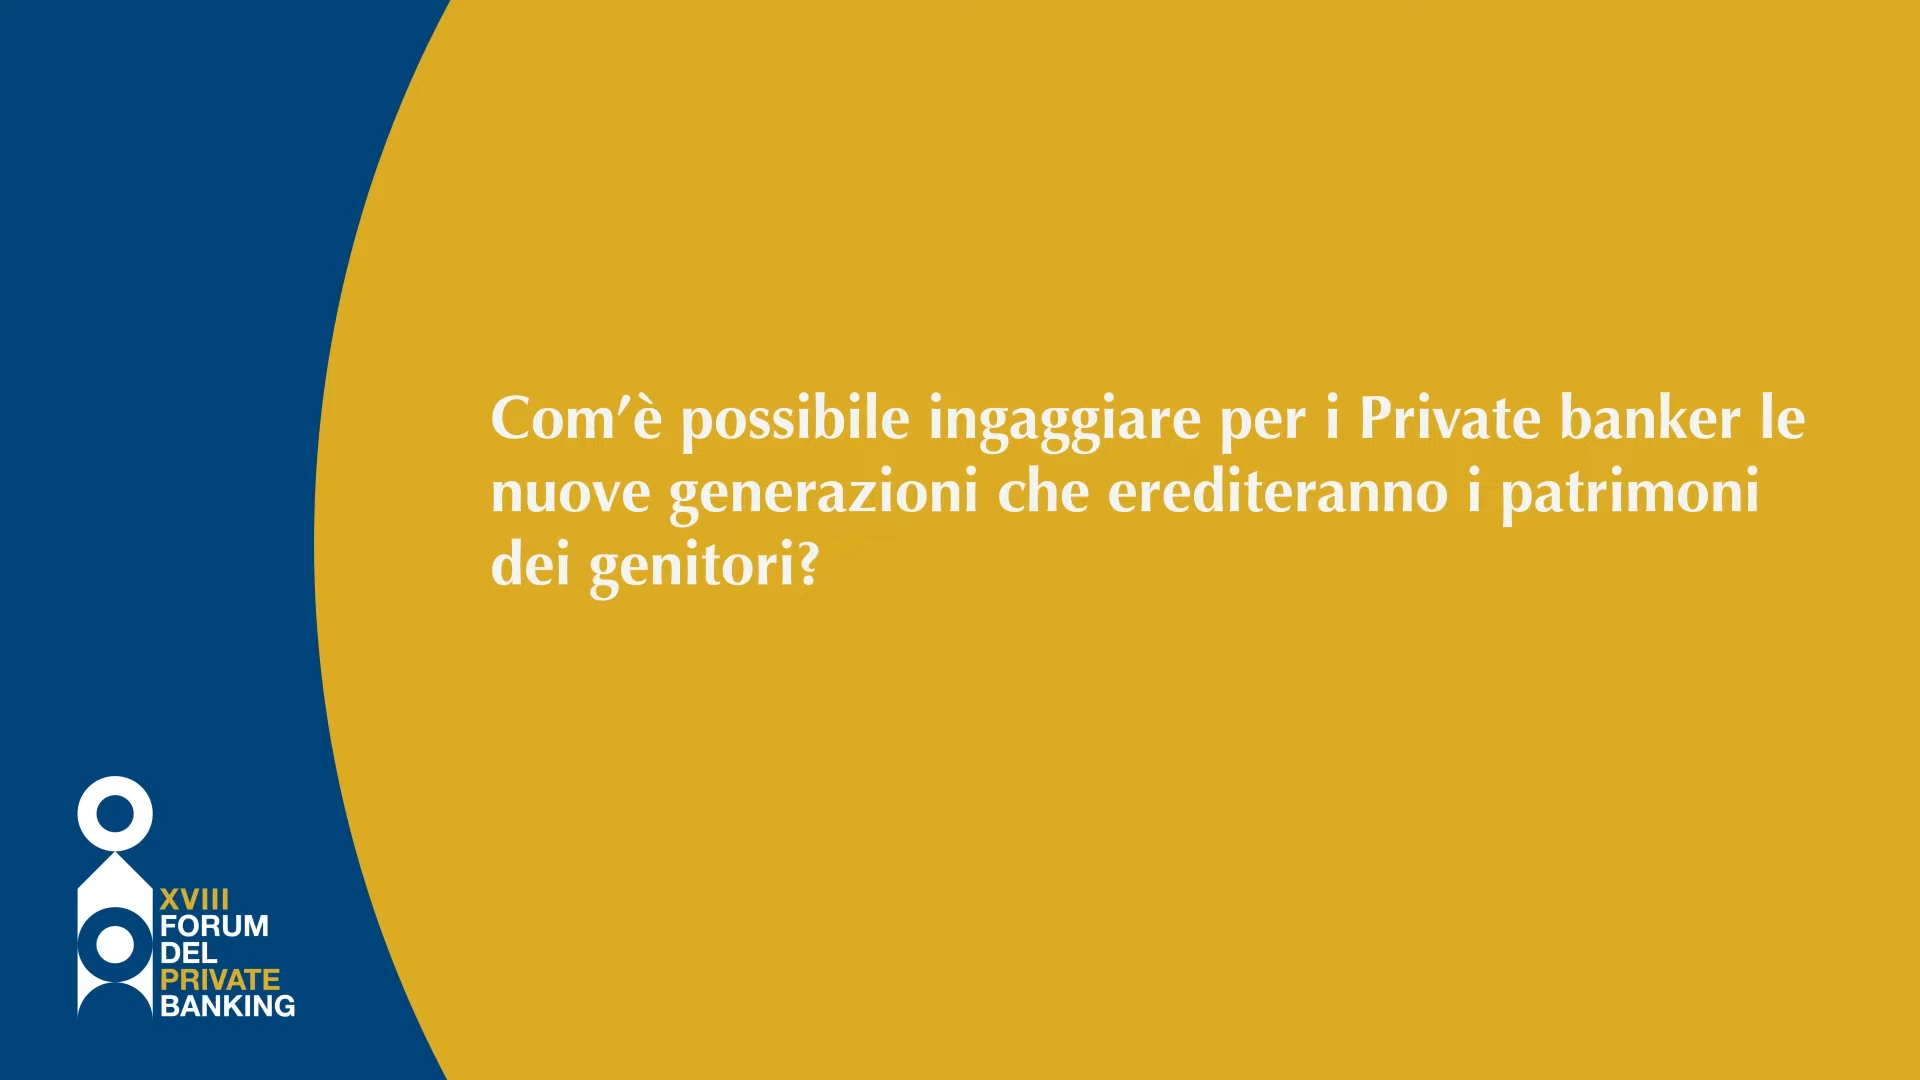 Com’è possibile ingaggiare per i Private banker le
nuove generazioni che erediteranno i patrimoni
dei genitori?
XVIII
FORUM
DEL
PRIVATE
BANKING